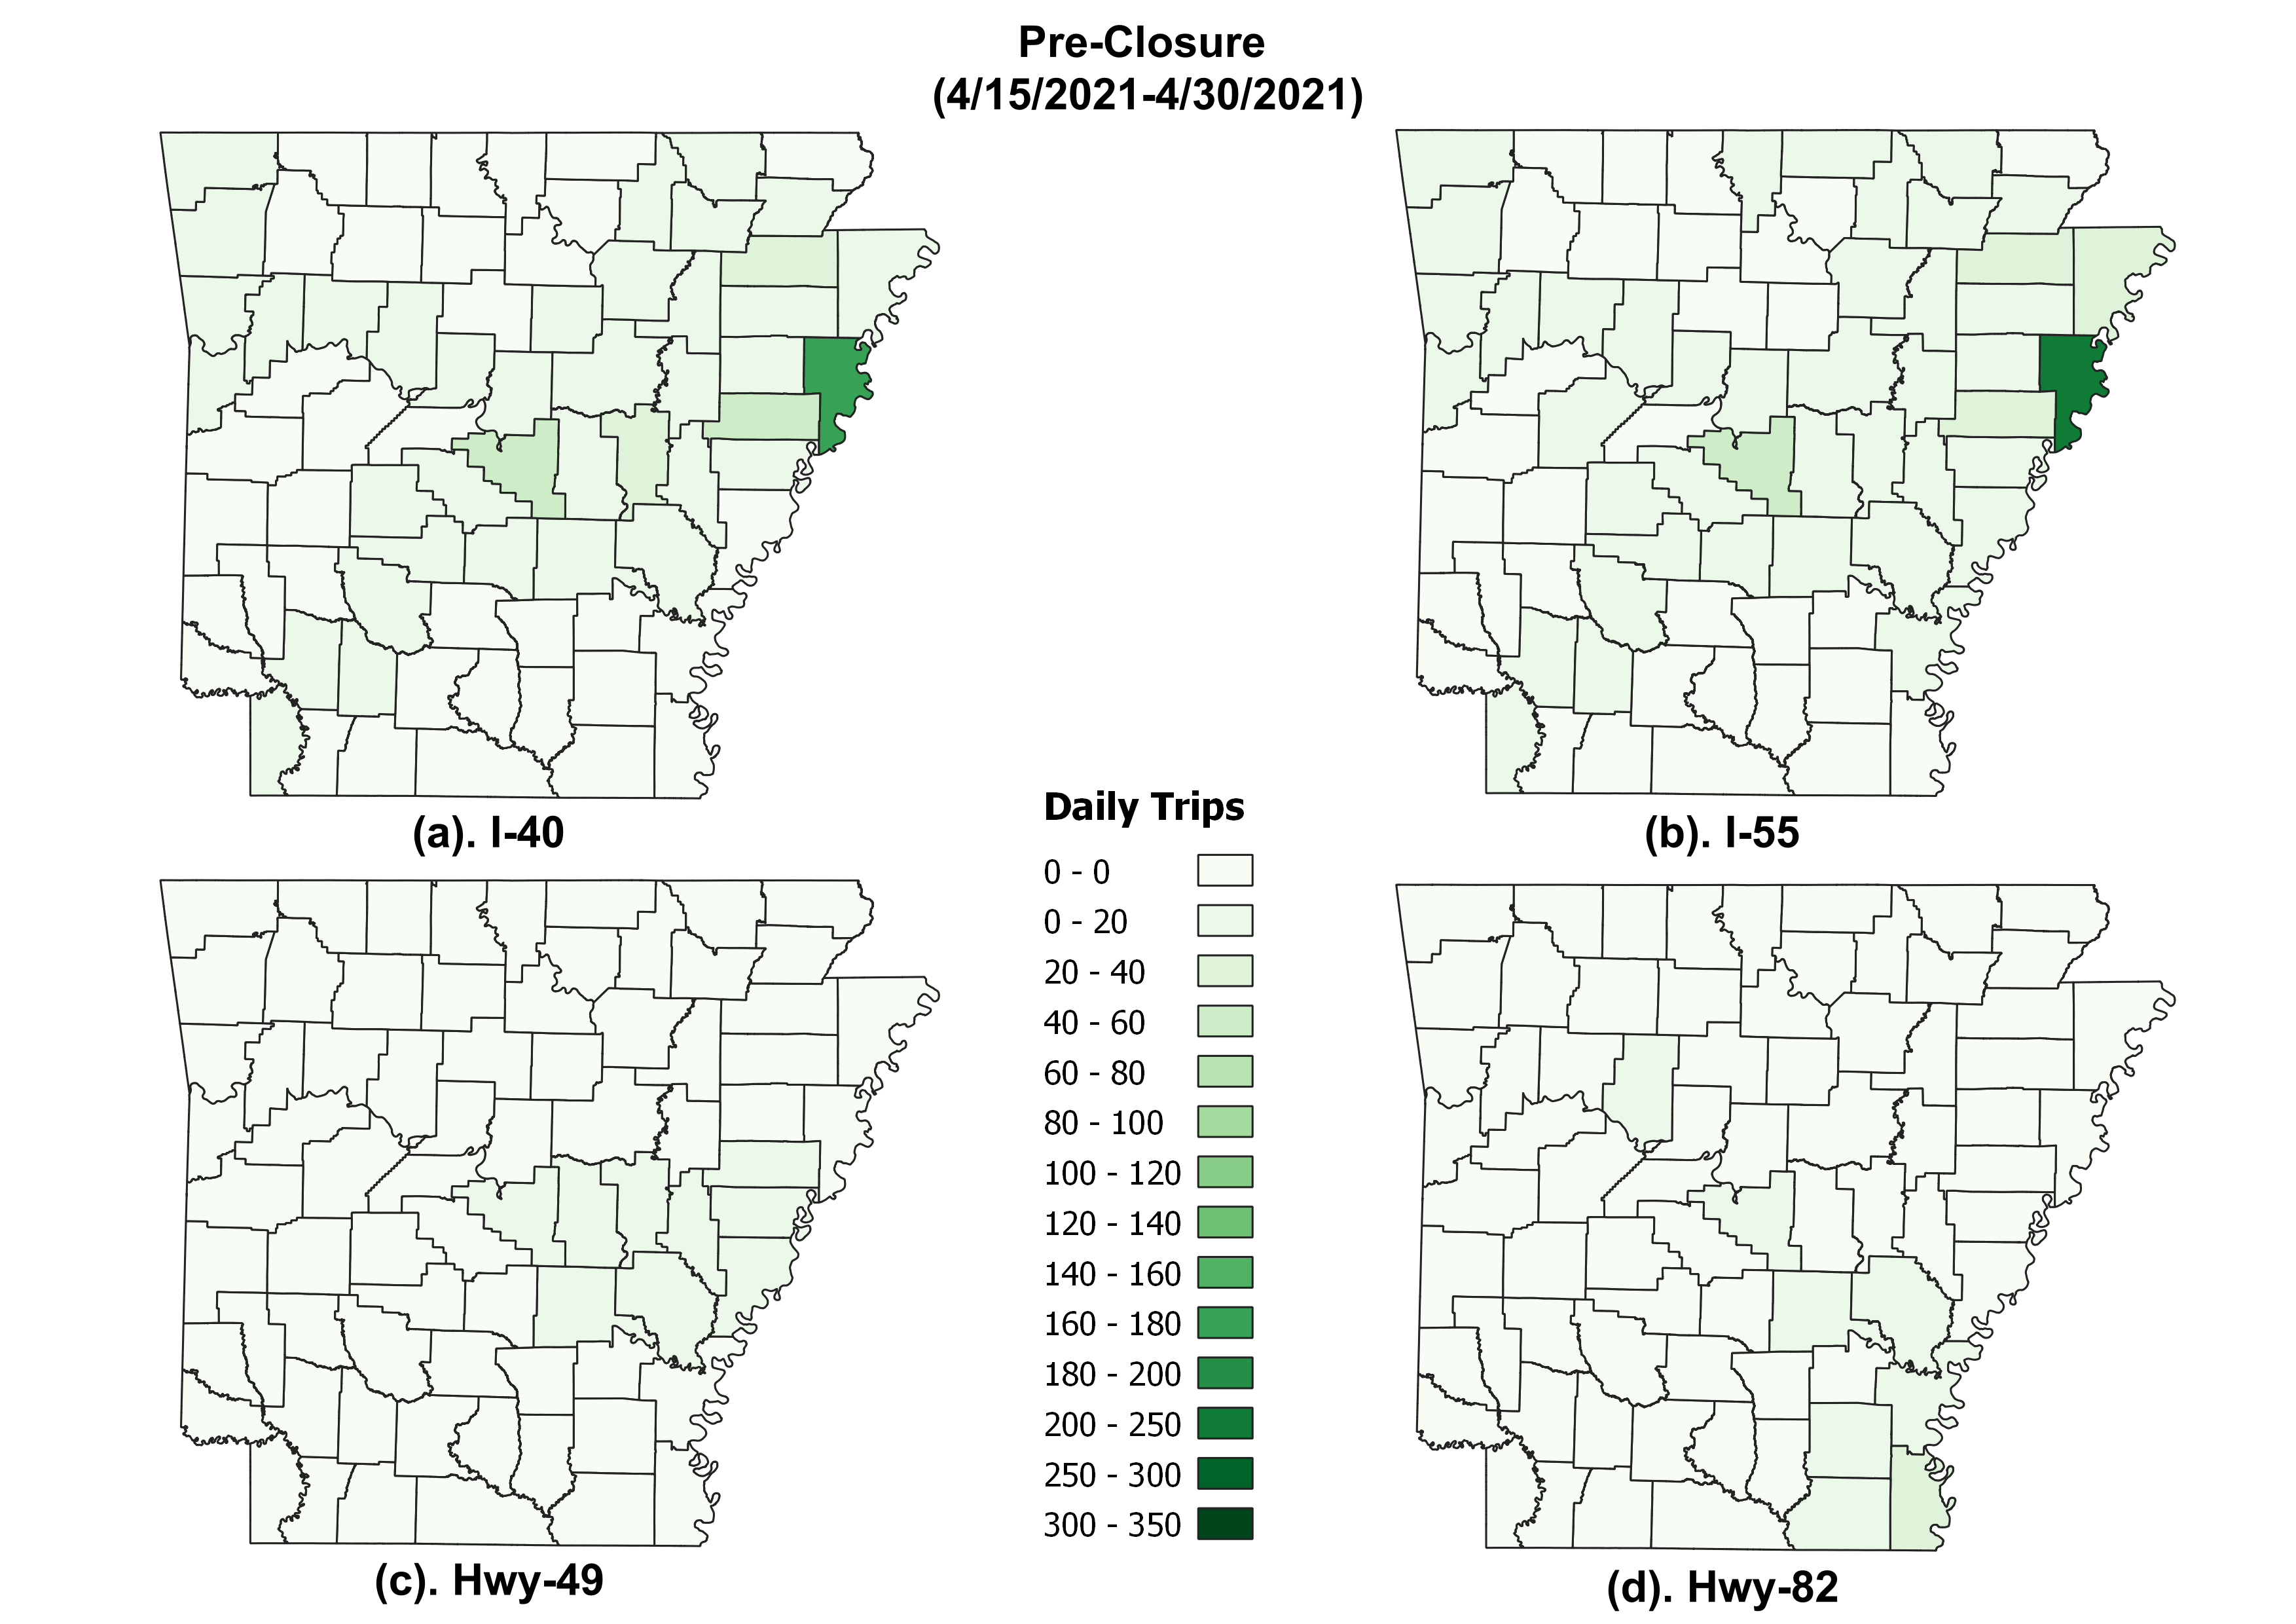 Pre-Closure
(4/15/2021-4/30/2021)
(a). I-40
(b). I-55
Daily Trips
0 - 0
0 - 20
20 - 40
40 - 60
60 - 80
80 - 100
100 - 120
120 - 140
140 - 160
160 - 180
180 - 200
200 - 250
250 - 300
300 - 350
(c). Hwy-49
(d). Hwy-82